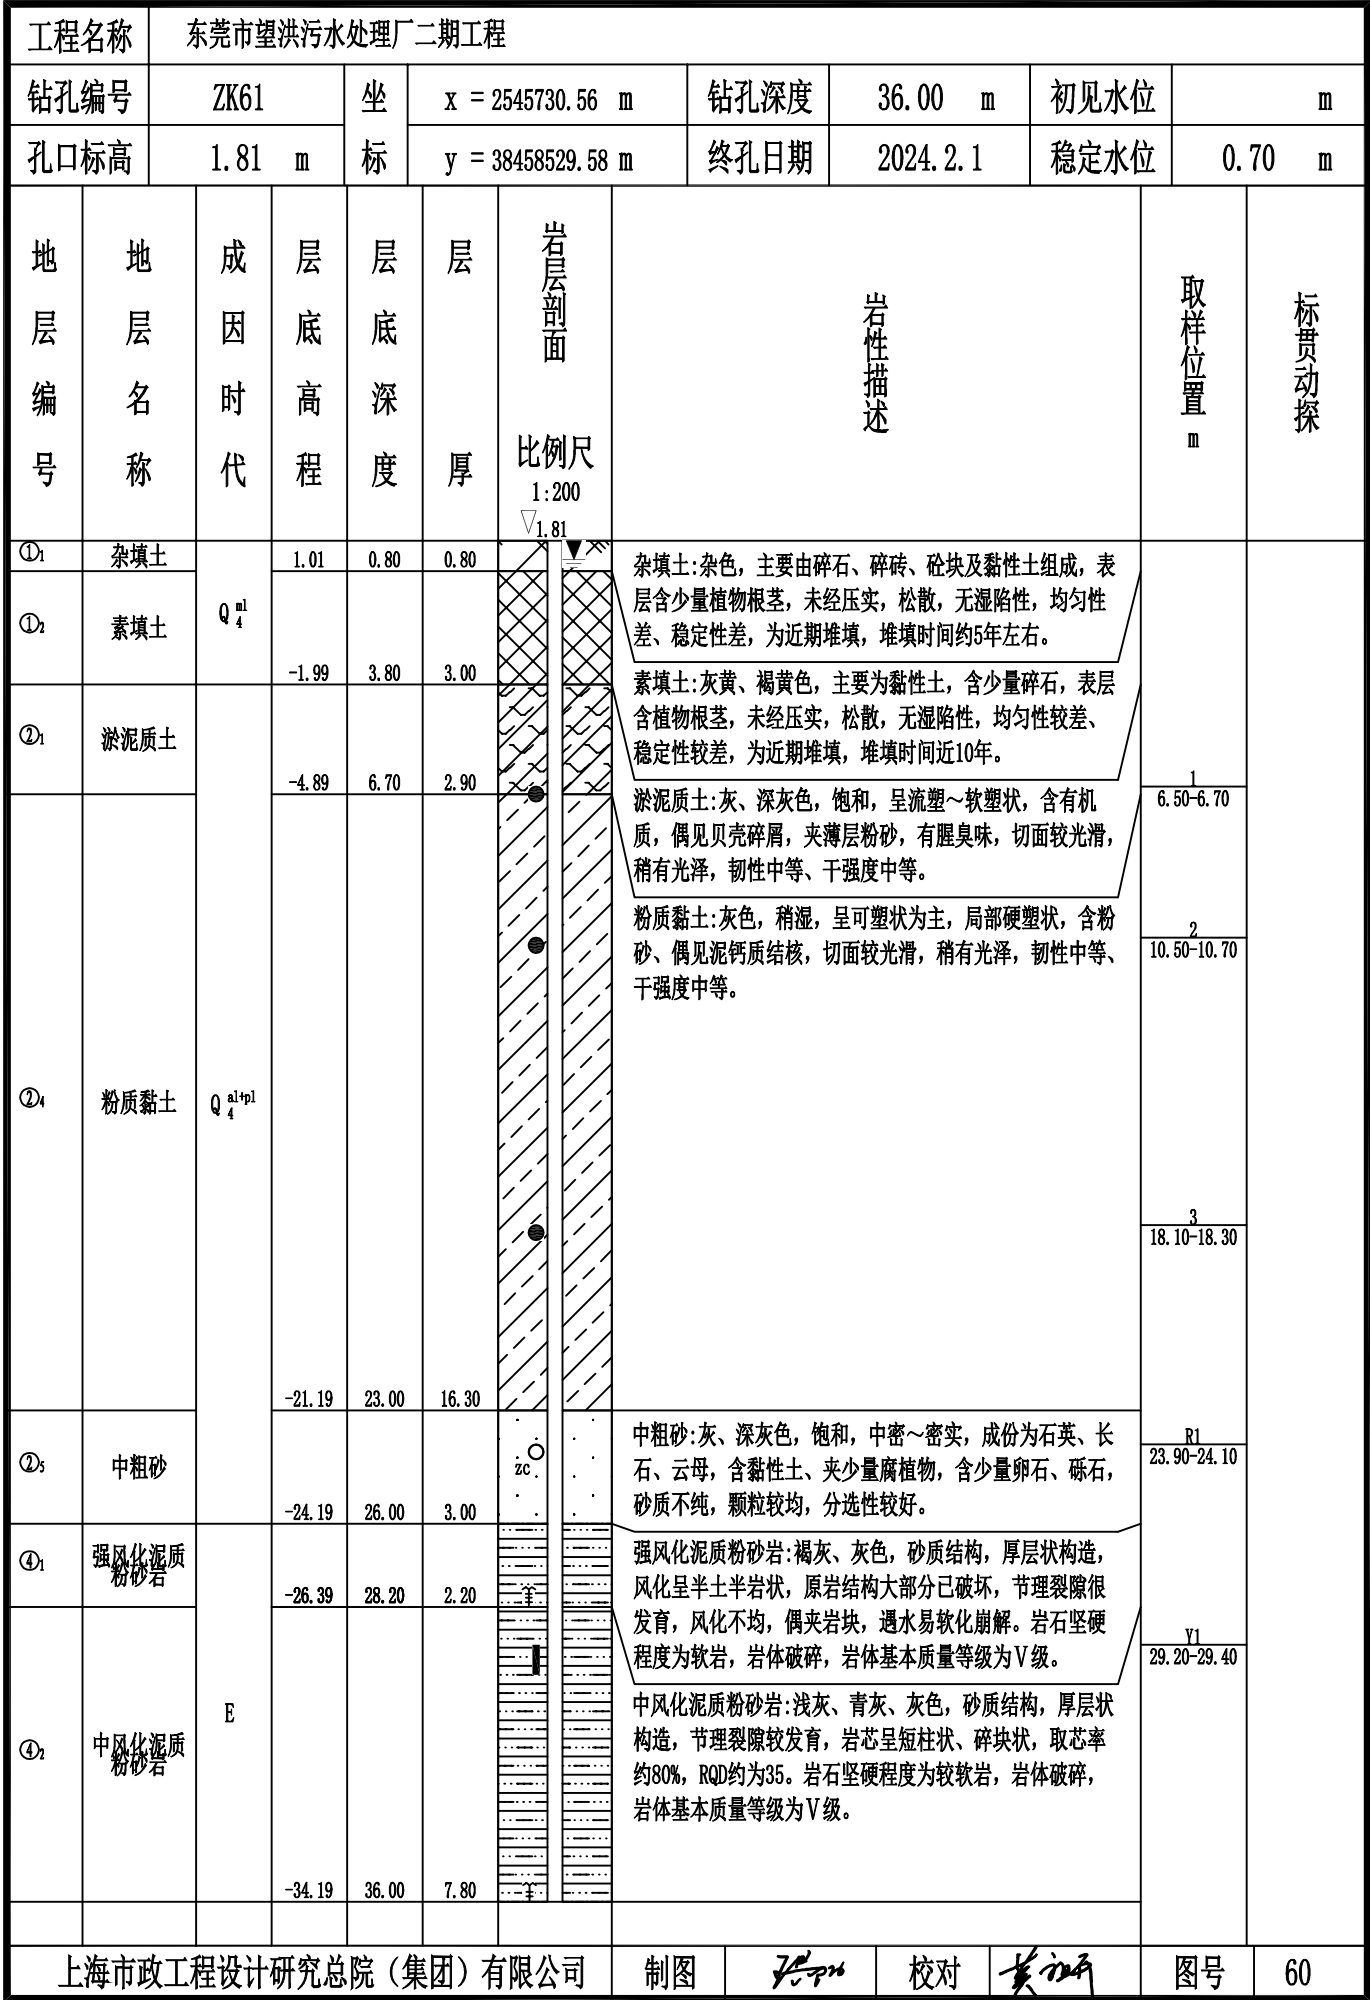 工程名称 东莞市望洪污水处理厂二期工程
钻孔编号 ZK61 坐标 x = 2545730.56 m 钻孔深度 36.00 m 初见水位 m
孔口标高 1.81 m y = 38458529.58 m 终孔日期 2024.2.1 稳定水位 0.70 m
地层编号 地层名称 成因时代 层底高程 层底深度 层厚 岩层剖面 比例尺 1:200 岩性描述 取样位置 m 标贯动探
1.81
①1 杂填土 1.01 0.80 0.80
杂填土:杂色，主要由碎石、碎砖、砼块及黏性土组成，表
层含少量植物根茎，未经压实，松散，无湿陷性，均匀性
差、稳定性差，为近期堆填，堆填时间约5年左右。
Q4ml
①2 素填土 -1.99 3.80 3.00
素填土:灰黄、褐黄色，主要为黏性土，含少量碎石，表层
含植物根茎，未经压实，松散，无湿陷性，均匀性较差、
稳定性较差，为近期堆填，堆填时间近10年。
②1 淤泥质土 -4.89 6.70 2.90
1
6.50-6.70
淤泥质土:灰、深灰色，饱和，呈流塑～软塑状，含有机
质，偶见贝壳碎屑，夹薄层粉砂，有腥臭味，切面较光滑，
稍有光泽，韧性中等、干强度中等。
粉质黏土:灰色，稍湿，呈可塑状为主，局部硬塑状，含粉
砂、偶见泥钙质结核，切面较光滑，稍有光泽，韧性中等、
干强度中等。
2
10.50-10.70
②4 粉质黏土 Q4al+pl
3
18.10-18.30
-21.19 23.00 16.30
中粗砂:灰、深灰色，饱和，中密～密实，成份为石英、长
石、云母，含黏性土、夹少量腐植物，含少量卵石、砾石，
砂质不纯，颗粒较均，分选性较好。
R1
23.90-24.10
②5 中粗砂 zc
-24.19 26.00 3.00
④1 强风化泥质
粉砂岩
-26.39 28.20 2.20
强风化泥质粉砂岩:褐灰、灰色，砂质结构，厚层状构造，
风化呈半土半岩状，原岩结构大部分已破坏，节理裂隙很
发育，风化不均，偶夹岩块，遇水易软化崩解。岩石坚硬
程度为软岩，岩体破碎，岩体基本质量等级为Ⅴ级。
Y1
29.20-29.40
E
中风化泥质粉砂岩:浅灰、青灰、灰色，砂质结构，厚层状
构造，节理裂隙较发育，岩芯呈短柱状、碎块状，取芯率
约80%，RQD约为35。岩石坚硬程度为较软岩，岩体破碎，
岩体基本质量等级为Ⅴ级。
④2 中风化泥质
粉砂岩
-34.19 36.00 7.80
上海市政工程设计研究总院（集团）有限公司 制图 校对 图号 60